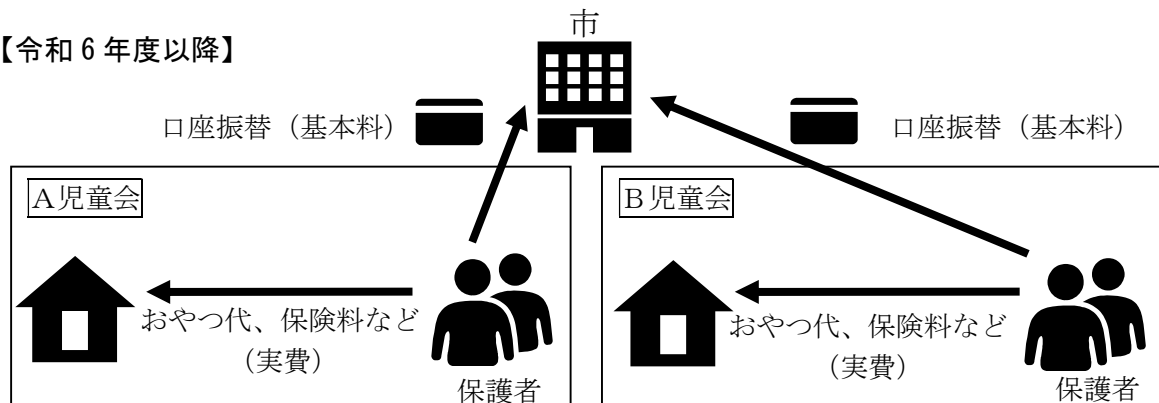 市
【令和６年度以降】
口座振替（基本料）
口座振替（基本料）
Ａ児童会
おやつ代、保険料など
（実費）
保護者
Ｂ児童会
おやつ代、保険料など
（実費）
保護者